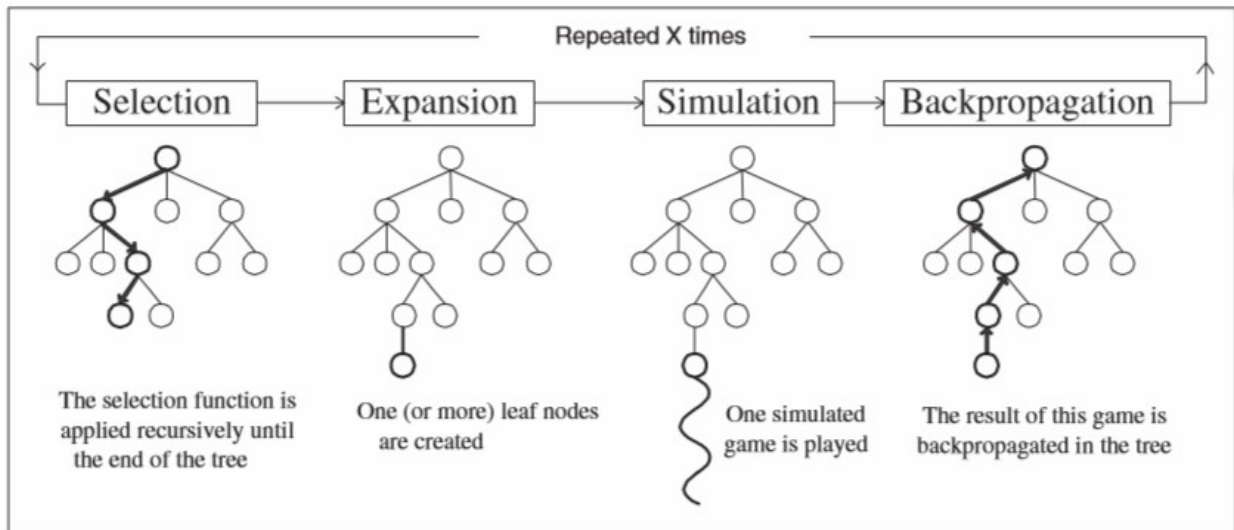 Repeated X times
Selection
Expansion
Simulation
Backpropagation
The selection function is
applied recursively until
the end of the tree
One (or more) leaf nodes
are created
One simulated
game is played
The result of this game is
backpropagated in the tree